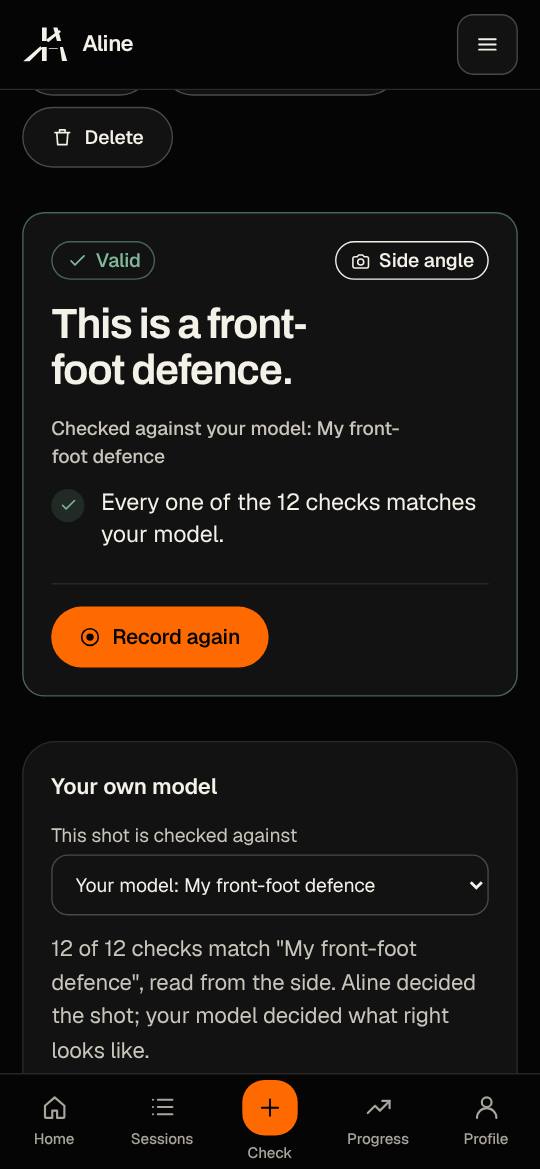 Aline
Delete
Valid
Side angle
This is a front-
foot defence.
Checked against your model: My front-
foot defence
Every one of the 12 checks matches
your model.
Record again
Your own model
This shot is checked against
Your model: My front-foot defence
12 of 12 checks match "My front-foot
defence", read from the side. Aline decided
the shot; your model decided what right
looks like.
Home
Sessions
Check
Progress
Profile